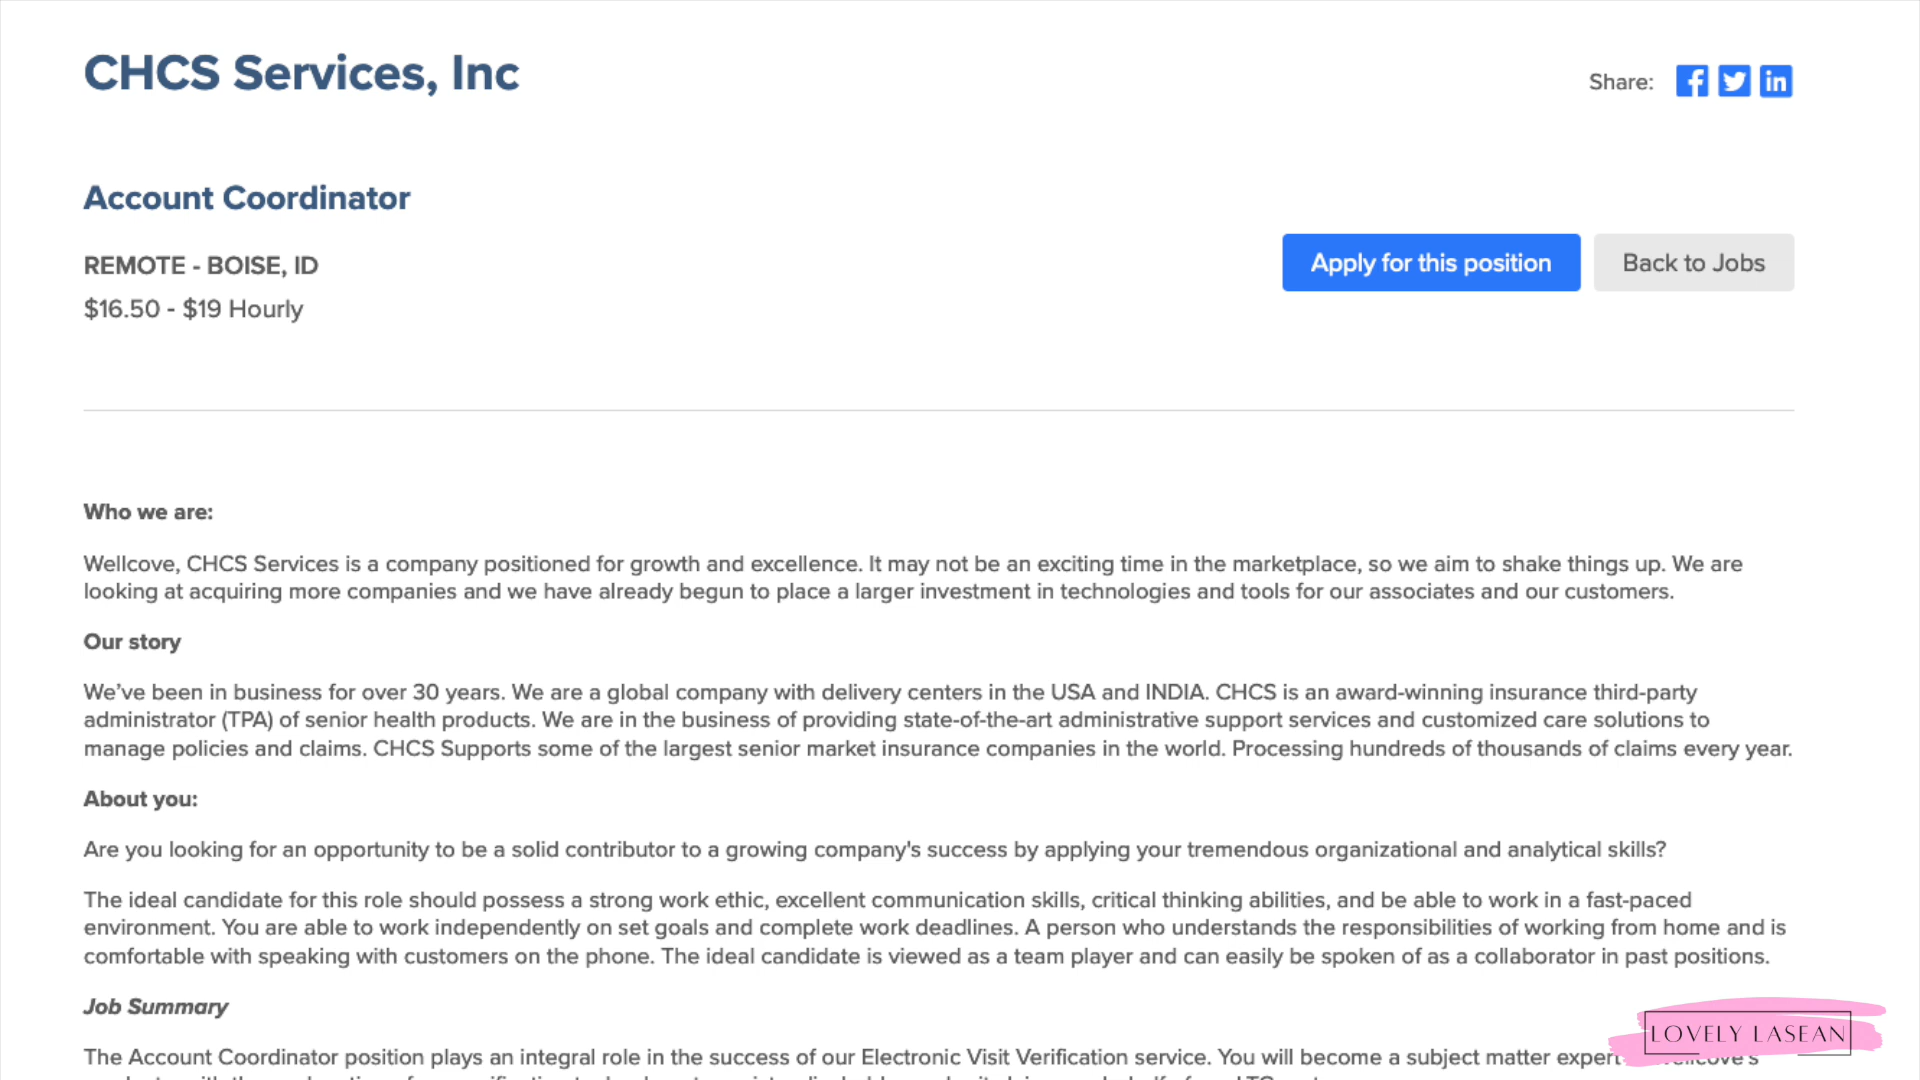 CHCS Services, Inc
Share:
Account Coordinator
REMOTE - BOISE, ID
$16.50 - $19 Hourly
Apply for this position
Back to Jobs
Who we are:
Wellcove, CHCS Services is a company positioned for growth and excellence. It may not be an exciting time in the marketplace, so we aim to shake things up. We are
looking at acquiring more companies and we have already begun to place a larger investment in technologies and tools for our associates and our customers.
Our story
We’ve been in business for over 30 years. We are a global company with delivery centers in the USA and INDIA. CHCS is an award-winning insurance third-party
administrator (TPA) of senior health products. We are in the business of providing state-of-the-art administrative support services and customized care solutions to
manage policies and claims. CHCS Supports some of the largest senior market insurance companies in the world. Processing hundreds of thousands of claims every year.
About you:
Are you looking for an opportunity to be a solid contributor to a growing company's success by applying your tremendous organizational and analytical skills?
The ideal candidate for this role should possess a strong work ethic, excellent communication skills, critical thinking abilities, and be able to work in a fast-paced
environment. You are able to work independently on set goals and complete work deadlines. A person who understands the responsibilities of working from home and is
comfortable with speaking with customers on the phone. The ideal candidate is viewed as a team player and can easily be spoken of as a collaborator in past positions.
Job Summary
The Account Coordinator position plays an integral role in the success of our Electronic Visit Verification service. You will become a subject matter expert
LOVELY LASEAN